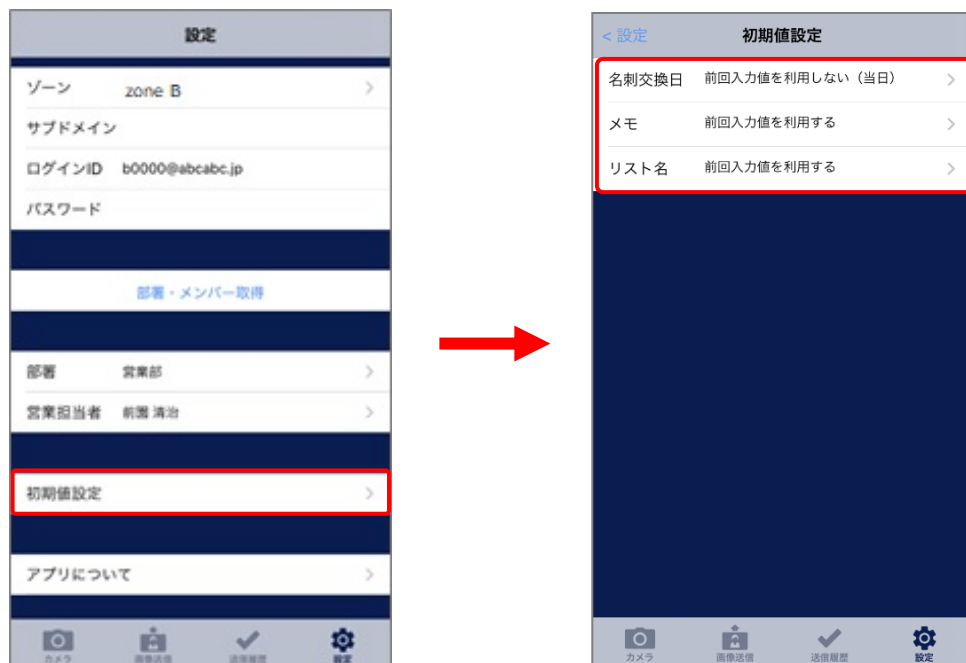 設定
ゾーン zone B
サブドメイン
ログインID b0000@abcabc.jp
パスワード
部署・メンバー取得
部署 営業部
営業担当者 前園 清治
初期値設定
アプリについて
カメラ 画像送信 送信履歴 設定
< 設定 初期値設定
名刺交換日 前回入力値を利用しない（当日）
メモ 前回入力値を利用する
リスト名 前回入力値を利用する
カメラ 画像送信 送信履歴 設定